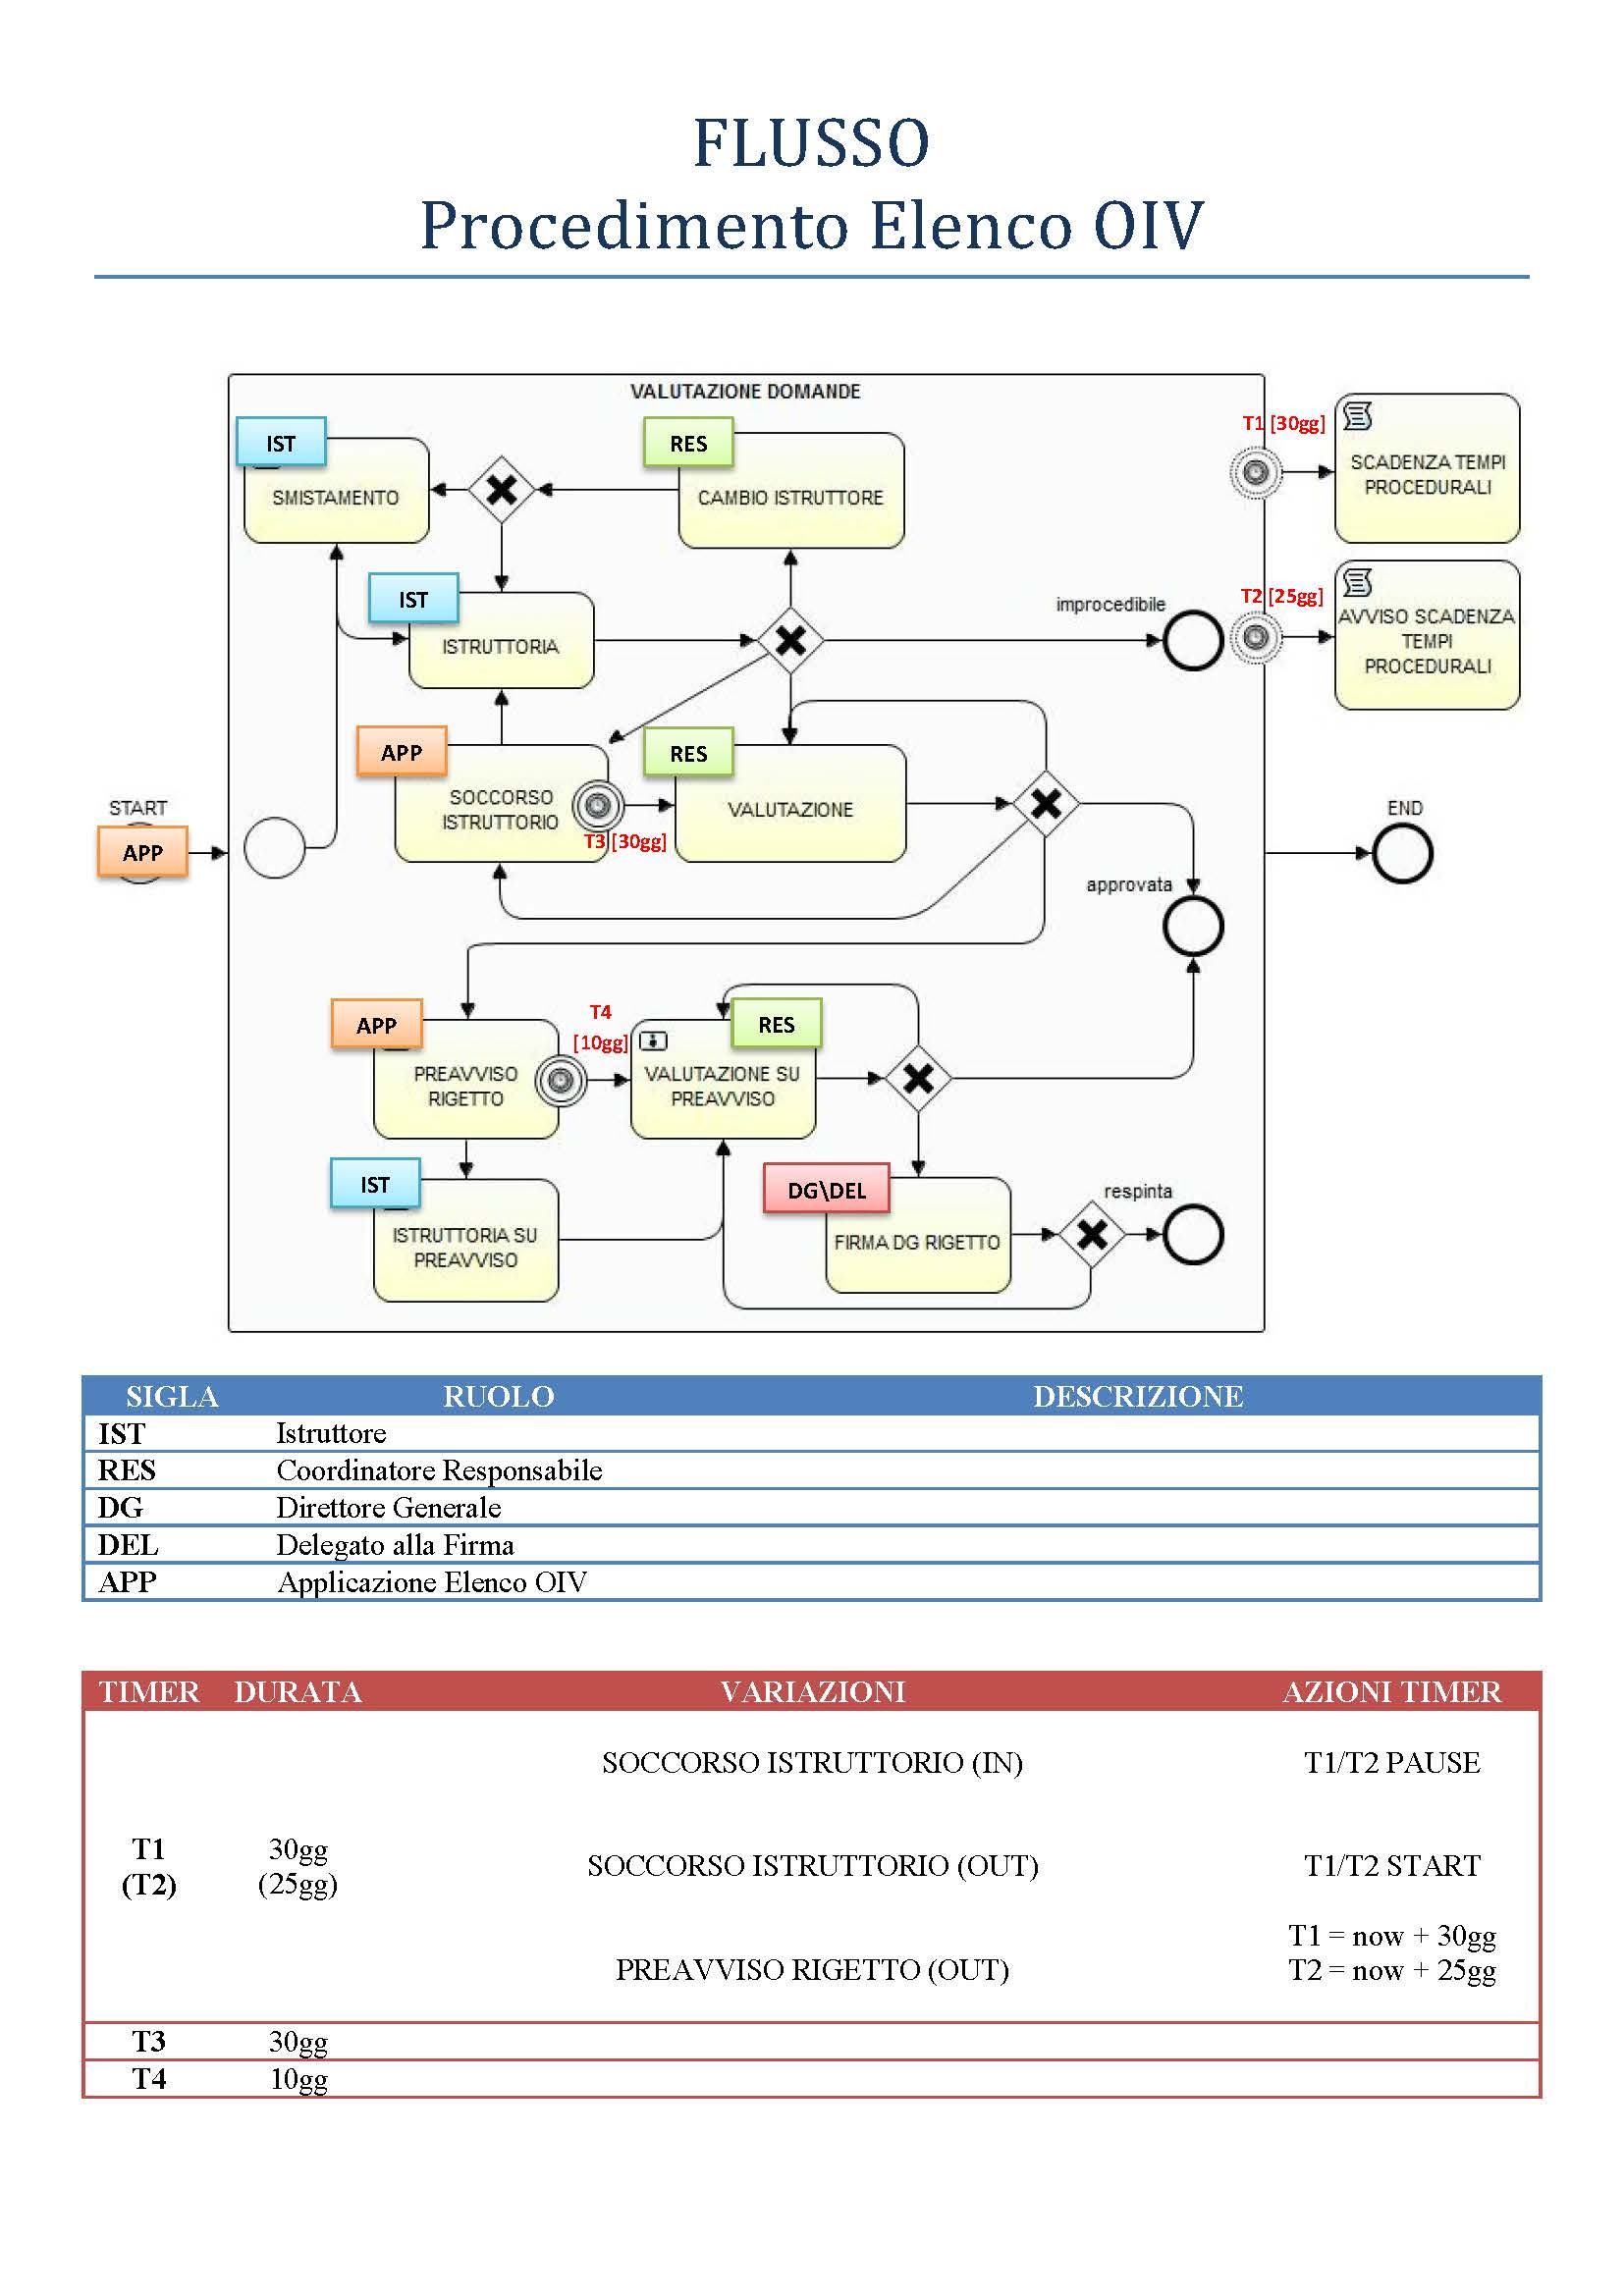 FLUSSO
Procedimento Elenco OIV
VALUTAZIONE DOMANDE
IST
SMISTAMENTO
RES
CAMBIO ISTRUTTORE
T1 [30gg]
SCADENZA TEMPI
PROCEDURALI
IST
ISTRUTTORIA
improcedibile
T2 [25gg]
AVVISO SCADENZA
TEMPI
PROCEDURALI
APP
SOCCORSO
ISTRUTTORIO
T3 [30gg]
RES
VALUTAZIONE
START
APP
END
approvata
APP
PREAVVISO
RIGETTO
T4
[10gg]
RES
VALUTAZIONE SU
PREAVVISO
IST
ISTRUTTORIA SU
PREAVVISO
DG\DEL
FIRMA DG RIGETTO
respinta
SIGLA RUOLO DESCRIZIONE
IST Istruttore
RES Coordinatore Responsabile
DG Direttore Generale
DEL Delegato alla Firma
APP Applicazione Elenco OIV
TIMER DURATA VARIAZIONI AZIONI TIMER
SOCCORSO ISTRUTTORIO (IN) T1/T2 PAUSE
T1 30gg
(T2) (25gg)
SOCCORSO ISTRUTTORIO (OUT) T1/T2 START
PREAVVISO RIGETTO (OUT)
T1 = now + 30gg
T2 = now + 25gg
T3 30gg
T4 10gg